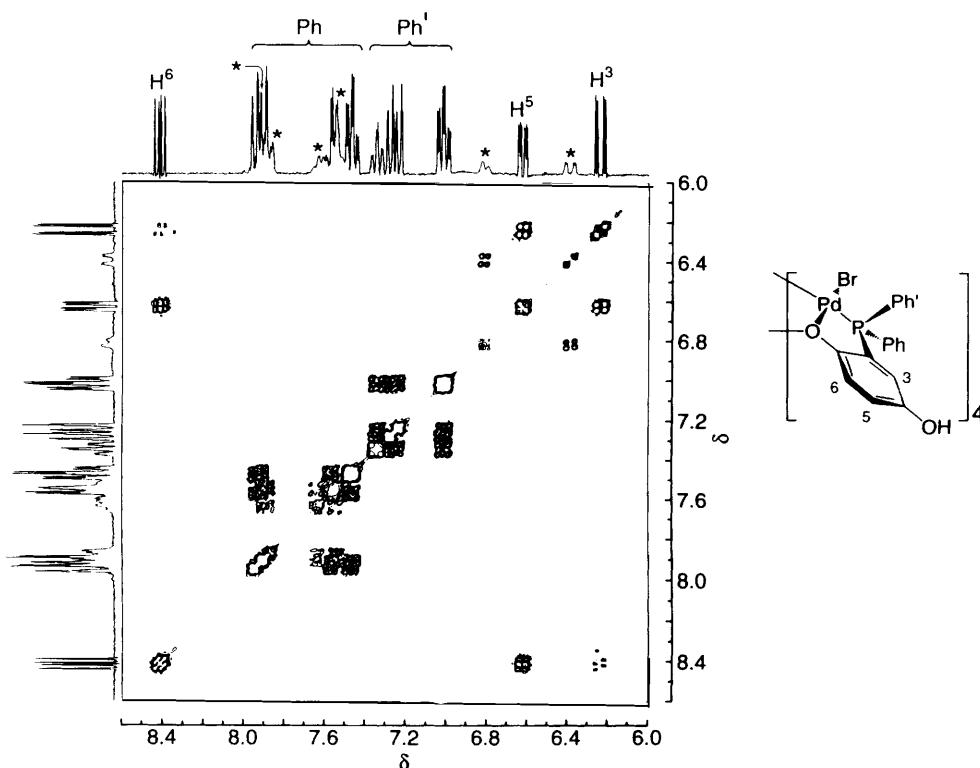 Ph Ph'
* * *
H⁶ H⁵ * * H³
6.0
6.4
6.8
7.2
δ
7.6
8.0
8.4
8.4 8.0 7.6 7.2 6.8 6.4 6.0
δ
Br
Pd Ph'
P
O Ph
3
6
5
OH
4